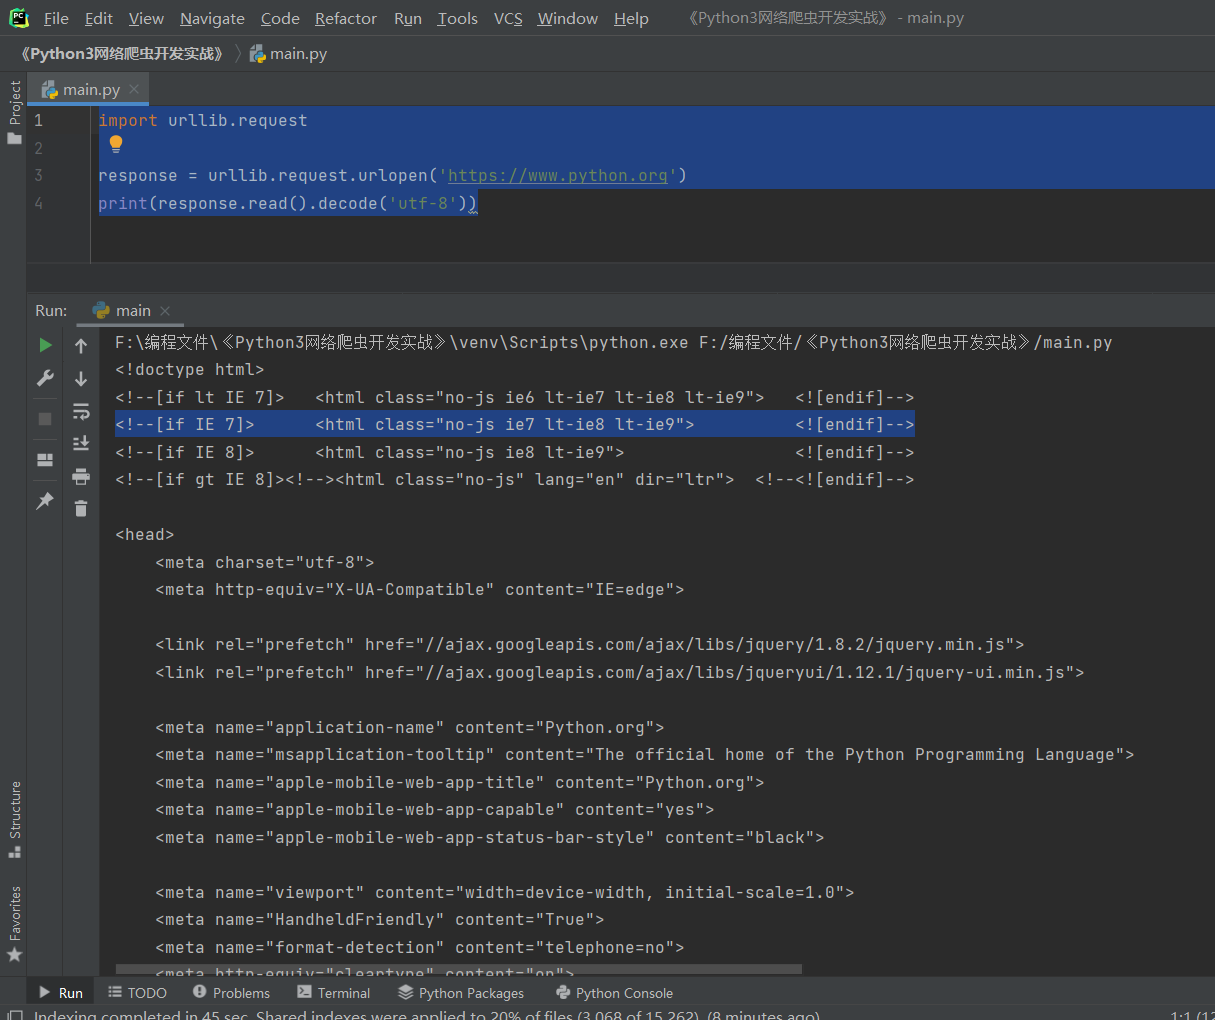 File Edit View Navigate Code Refactor Run Tools VCS Window Help 《Python3网络爬虫开发实战》 - main.py
《Python3网络爬虫开发实战》 main.py
Project
main.py
1 import urllib.request
2
3 response = urllib.request.urlopen('https://www.python.org')
4 print(response.read().decode('utf-8'))
Run: main
F:\编程文件\《Python3网络爬虫开发实战》\venv\Scripts\python.exe F:/编程文件/《Python3网络爬虫开发实战》/main.py
<!doctype html>
<!--[if lt IE 7]>   <html class="no-js ie6 lt-ie7 lt-ie8 lt-ie9">   <![endif]-->
<!--[if IE 7]>      <html class="no-js ie7 lt-ie8 lt-ie9">          <![endif]-->
<!--[if IE 8]>      <html class="no-js ie8 lt-ie9">                 <![endif]-->
<!--[if gt IE 8]><!--><html class="no-js" lang="en" dir="ltr">  <!--<![endif]-->
<head>
    <meta charset="utf-8">
    <meta http-equiv="X-UA-Compatible" content="IE=edge">
    <link rel="prefetch" href="//ajax.googleapis.com/ajax/libs/jquery/1.8.2/jquery.min.js">
    <link rel="prefetch" href="//ajax.googleapis.com/ajax/libs/jqueryui/1.12.1/jquery-ui.min.js">
    <meta name="application-name" content="Python.org">
    <meta name="msapplication-tooltip" content="The official home of the Python Programming Language">
    <meta name="apple-mobile-web-app-title" content="Python.org">
    <meta name="apple-mobile-web-app-capable" content="yes">
    <meta name="apple-mobile-web-app-status-bar-style" content="black">
    <meta name="viewport" content="width=device-width, initial-scale=1.0">
    <meta name="HandheldFriendly" content="True">
    <meta name="format-detection" content="telephone=no">
    <meta http-equiv="cleartype" content="on">
Structure
Favorites
Run TODO Problems Terminal Python Packages Python Console
Indexing completed in 45 sec. Shared indexes were applied to 20% of files (3,068 of 15,262). (8 minutes ago) 1:1